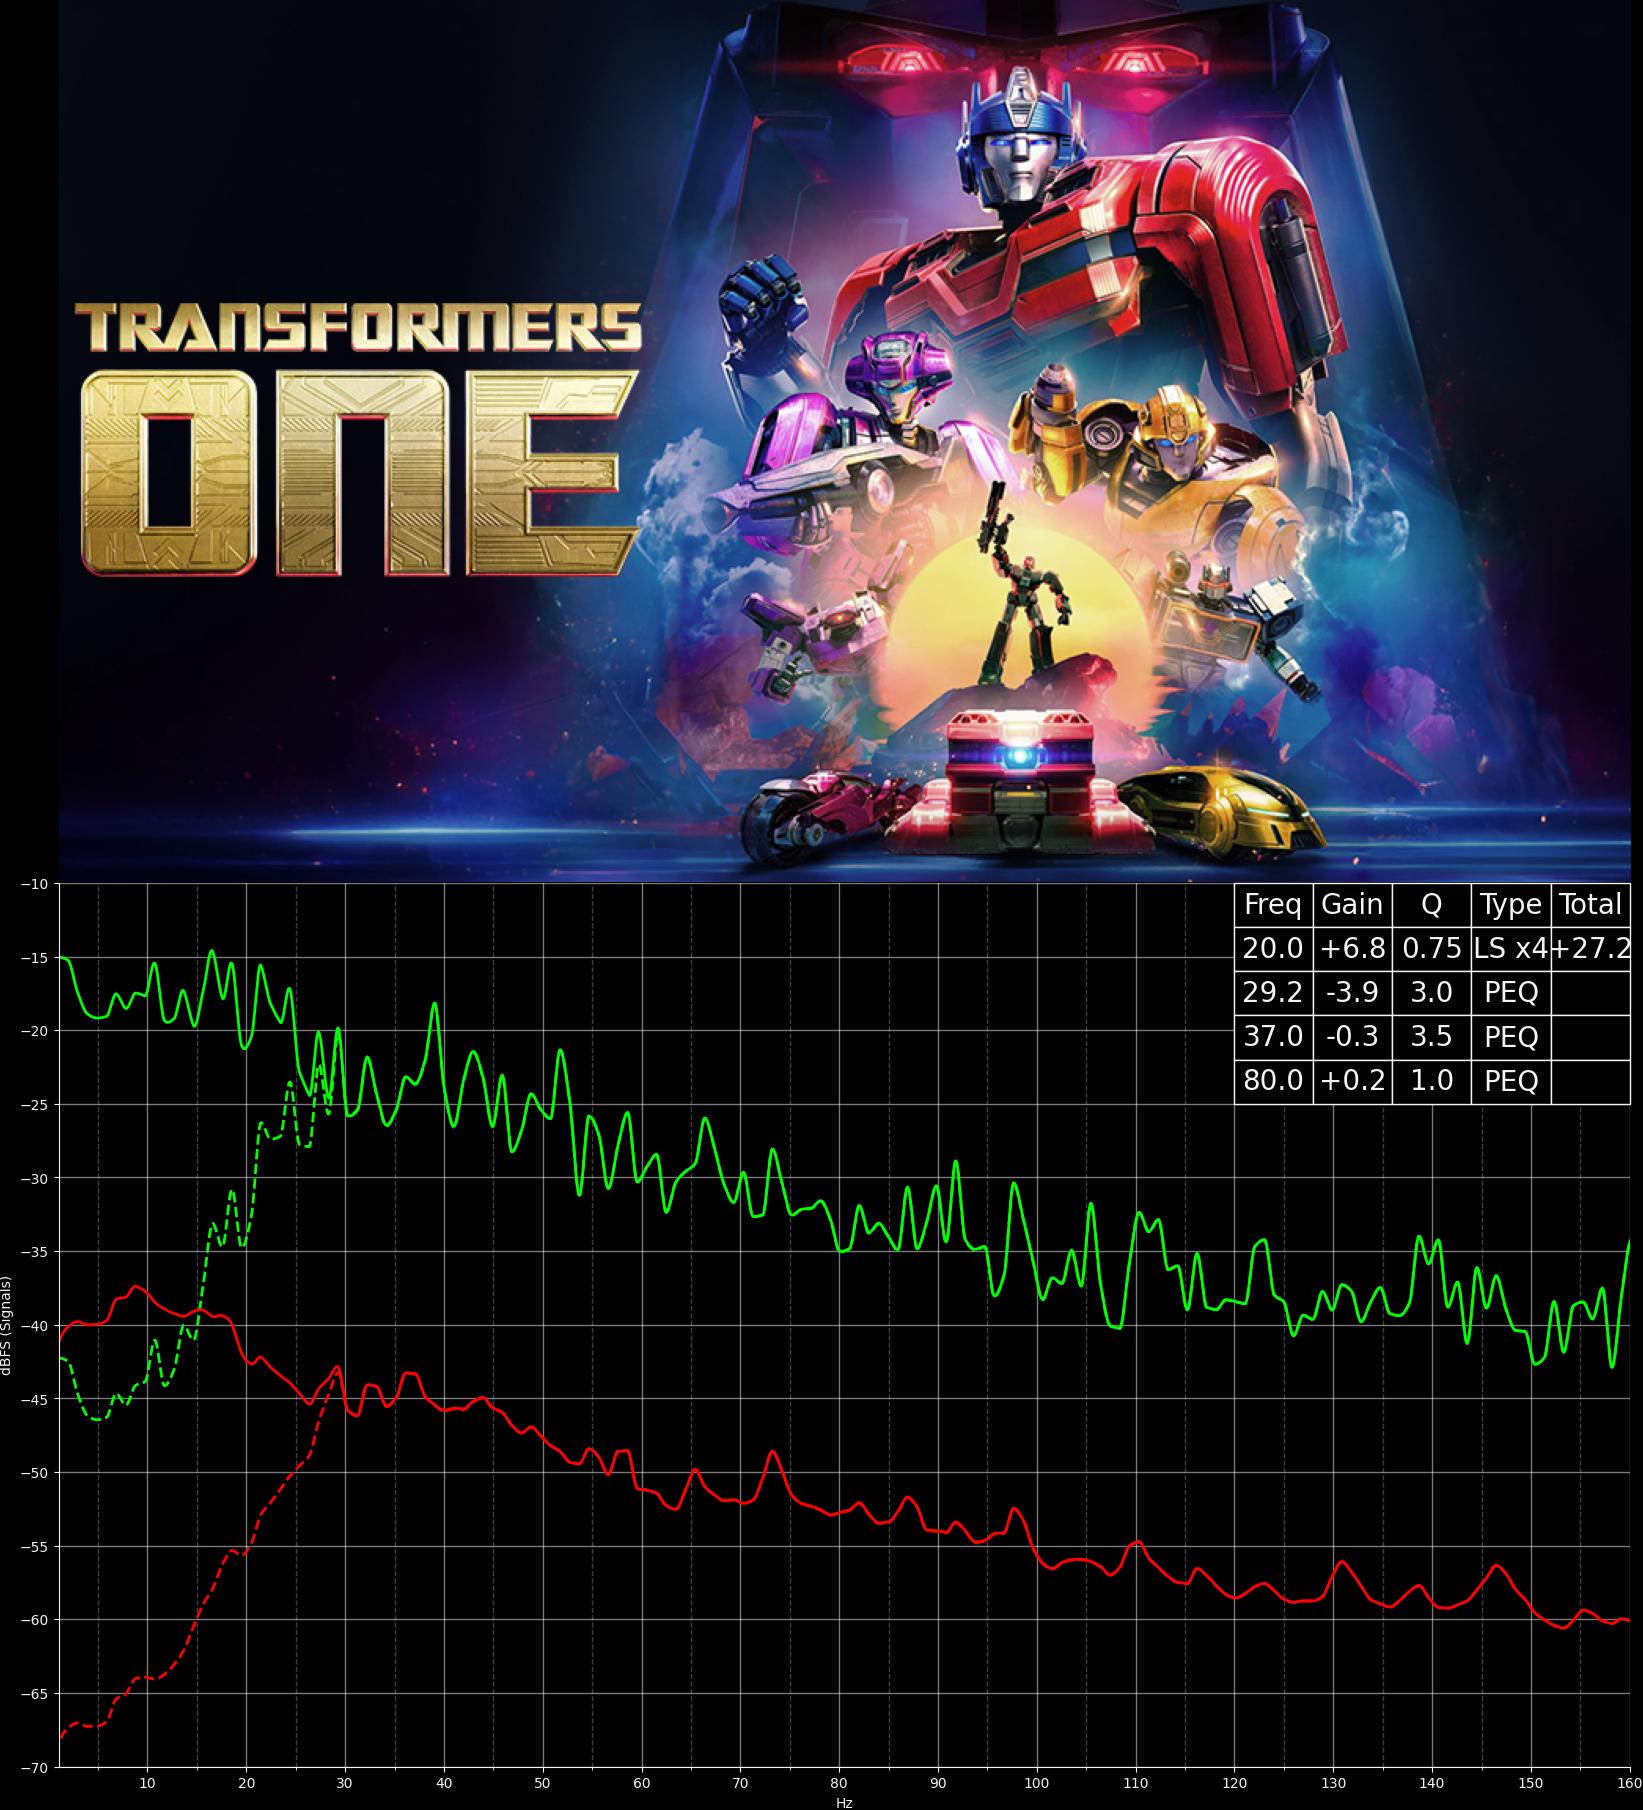 TRANSFORMERS
ONE
Freq Gain Q Type Total
20.0 +6.8 0.75 LS x4 +27.2
29.2 -3.9 3.0 PEQ
37.0 -0.3 3.5 PEQ
80.0 +0.2 1.0 PEQ
−10
−15
−20
−25
−30
−35
−40
−45
−50
−55
−60
−65
−70
dBFS (Signals)
10 20 30 40 50 60 70 80 90 100 110 120 130 140 150 160
Hz